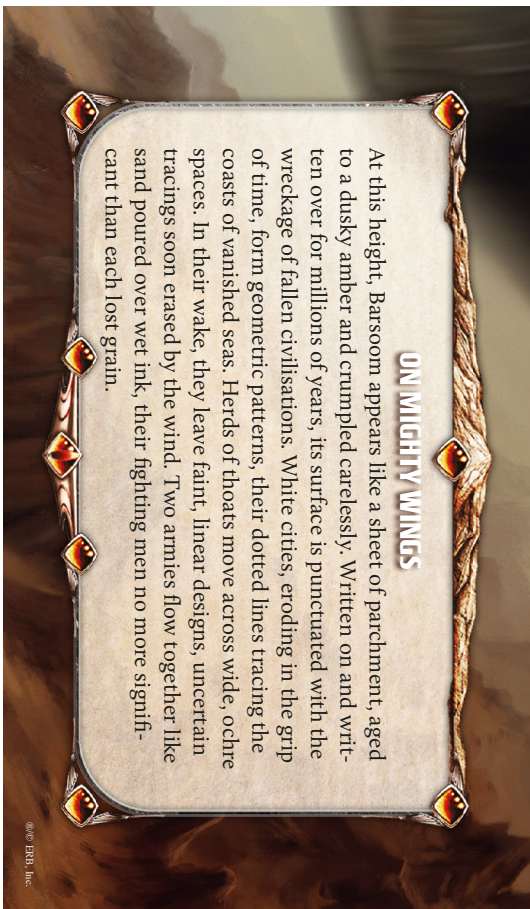 ON MIGHTY WINGS
At this height, Barsoom appears like a sheet of parchment, aged
to a dusky amber and crumpled carelessly. Written on and writ-
ten over for millions of years, its surface is punctuated with the
wreckage of fallen civilisations. White cities, eroding in the grip
of time, form geometric patterns, their dotted lines tracing the
coasts of vanished seas. Herds of thoats move across wide, ochre
spaces. In their wake, they leave faint, linear designs, uncertain
tracings soon erased by the wind. Two armies flow together like
sand poured over wet ink, their fighting men no more signifi-
cant than each lost grain.
®/© ERB, Inc.